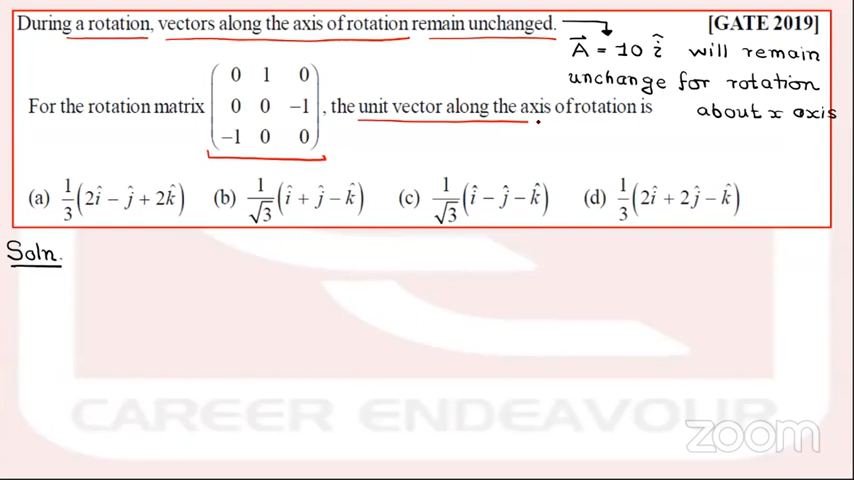 During a rotation, vectors along the axis of rotation remain unchanged. [GATE 2019]
A⃗ = 10 î will remain
unchange for rotation
about x axis
For the rotation matrix (0 1 0; 0 0 −1; −1 0 0), the unit vector along the axis of rotation is
(a) 1/3 (2î − ĵ + 2k̂) (b) 1/√3 (î + ĵ − k̂) (c) 1/√3 (î − ĵ − k̂) (d) 1/3 (2î + 2ĵ − k̂)
Soln.
CAREER ENDEAVOUR
zoom